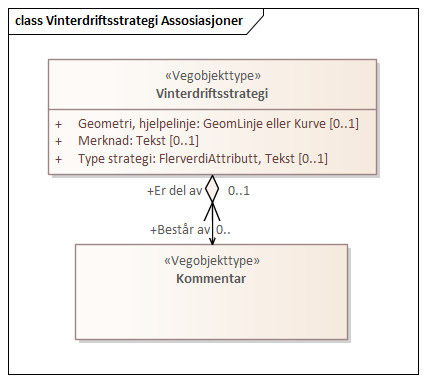 class Vinterdriftsstrategi Assosiasjoner
«Vegobjekttype»
Vinterdriftsstrategi
+ Geometri, hjelpelinje: GeomLinje eller Kurve [0..1]
+ Merknad: Tekst [0..1]
+ Type strategi: FlerverdiAttributt, Tekst [0..1]
+Er del av 0..1
+Består av 0..
«Vegobjekttype»
Kommentar